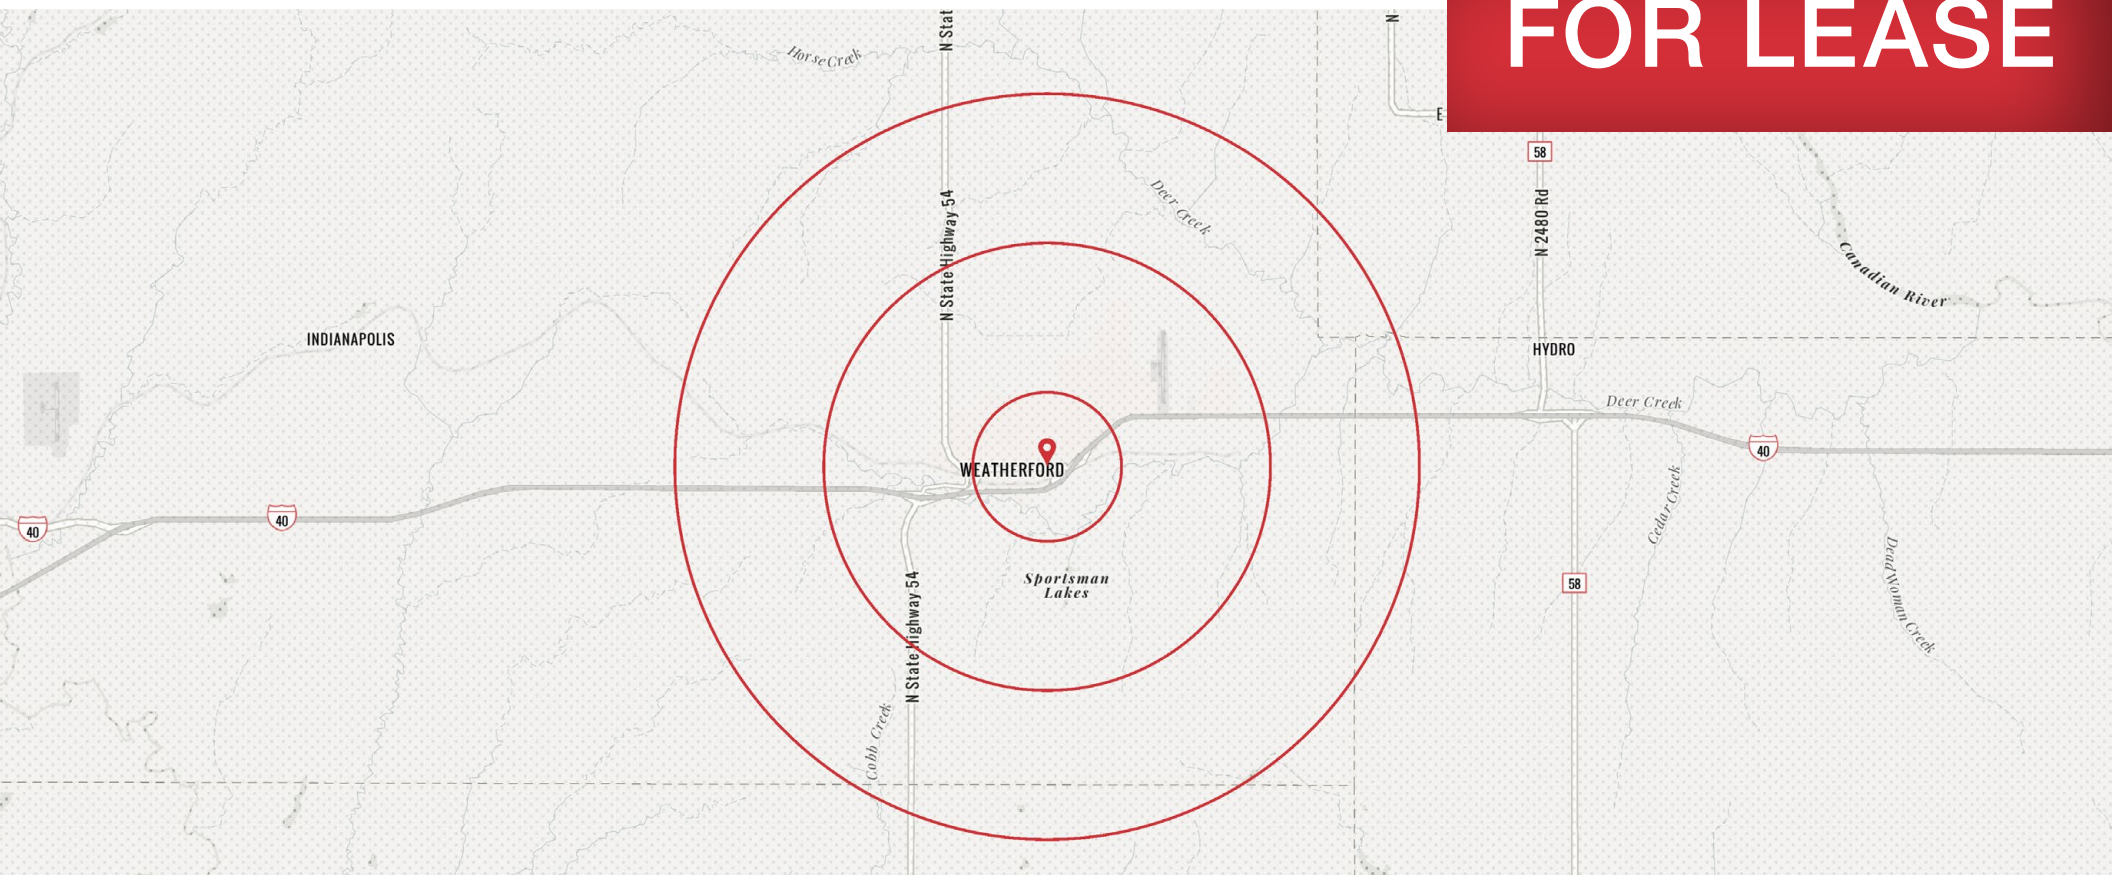 FOR LEASE
N Stat
N
Horse Creek
E
58
Deer Creek
N State Highway 54
N 2480 Rd
Canadian River
INDIANAPOLIS
HYDRO
Deer Creek
40
WEATHERFORD
Cedar Creek
40
40
Sportsman
Lakes
58
Dead Woman Creek
N State Highway 54
Cobb Creek